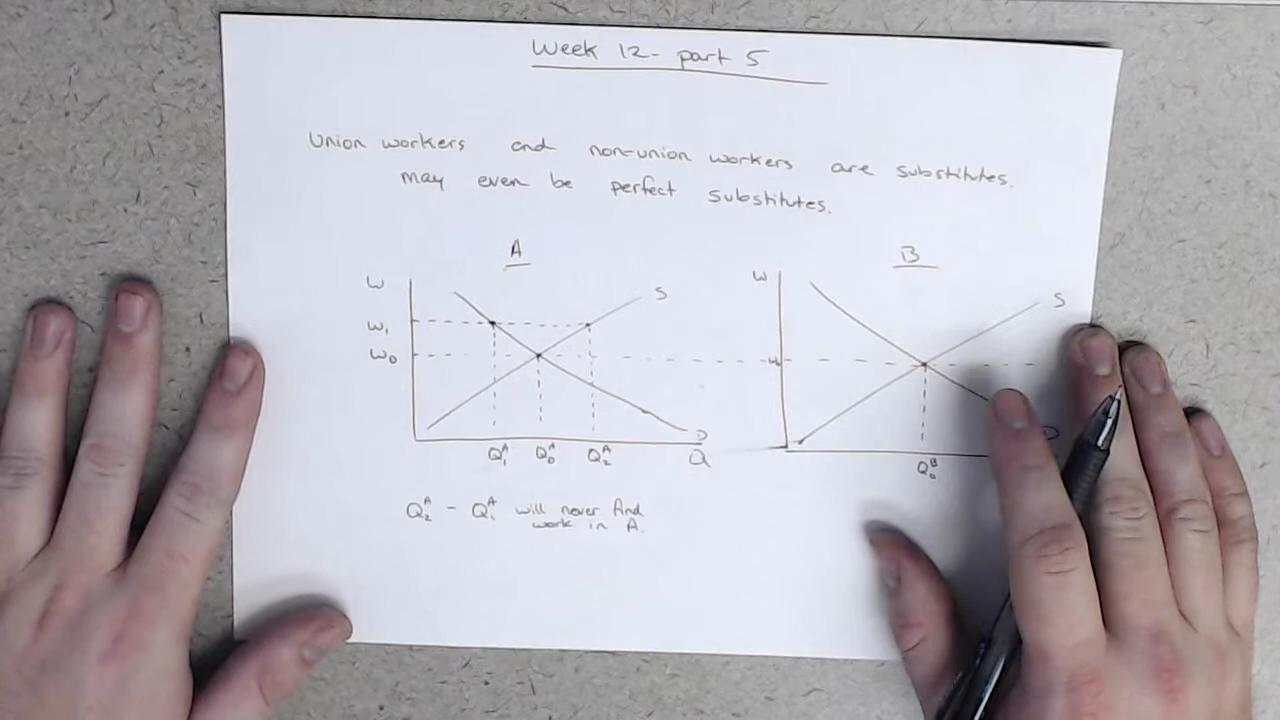 Week 12 - part 5
Union workers and non-union workers are substitutes.
may even be perfect substitutes.
A
B
W
S
W₁
W₀
D
Q₁ᴬ Q₀ᴬ Q₂ᴬ
Q
W
S
W₀
D
Q₀ᴮ
Q₂ᴬ - Q₁ᴬ will never find
work in A.